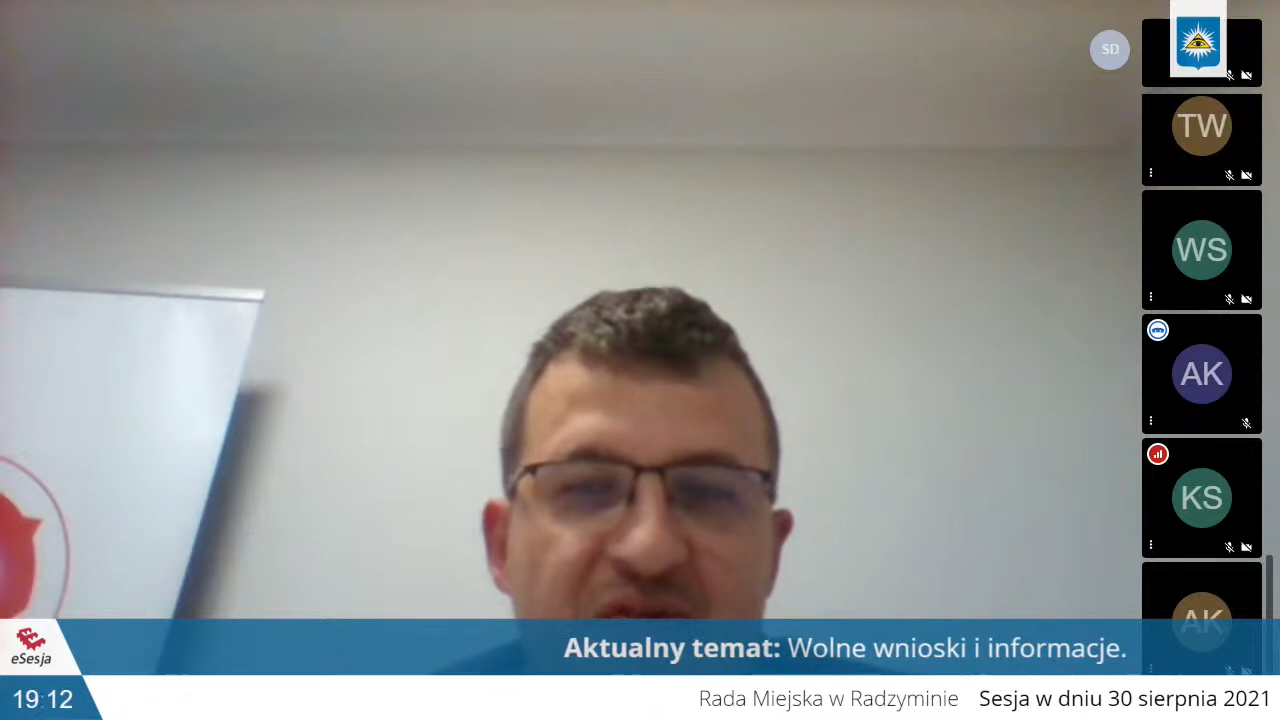 SD
TW
WS
AK
KS
AK
Aktualny temat: Wolne wnioski i informacje.
eSesja
19:12
Rada Miejska w Radzyminie Sesja w dniu 30 sierpnia 2021